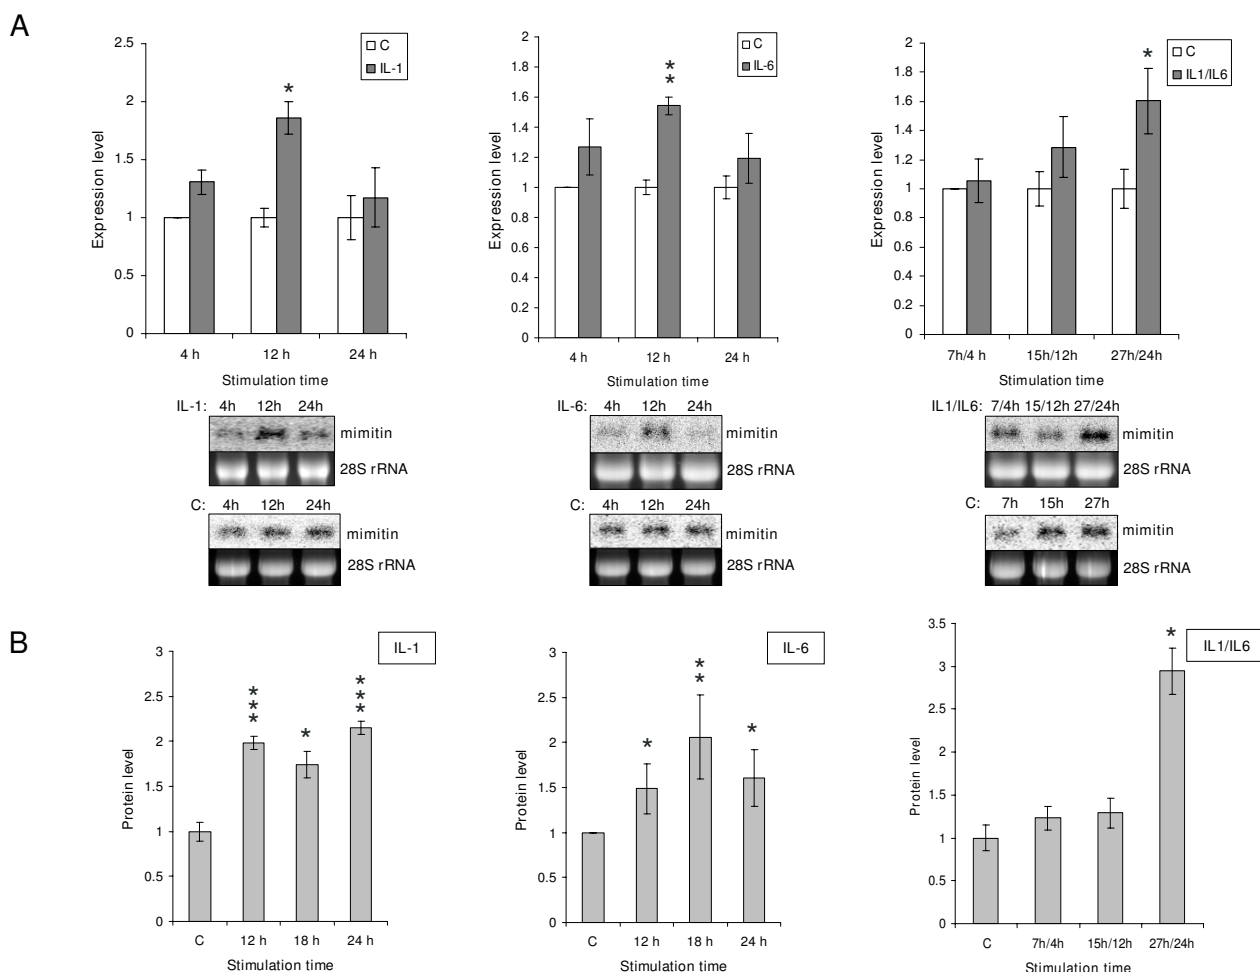 A
C
IL-1
2.5
2
1.5
1
0.5
0
Expression level
*
4 h 12 h 24 h
Stimulation time
IL-1: 4h 12h 24h
mimitin
28S rRNA
C: 4h 12h 24h
mimitin
28S rRNA
C
IL-6
2
1.8
1.6
1.4
1.2
1
0.8
0.6
0.4
0.2
0
Expression level
*
*
4 h 12 h 24 h
Stimulation time
IL-6: 4h 12h 24h
mimitin
28S rRNA
C: 4h 12h 24h
mimitin
28S rRNA
C
IL1/IL6
2
1.8
1.6
1.4
1.2
1
0.8
0.6
0.4
0.2
0
Expression level
*
7h/4 h 15h/12h 27h/24h
Stimulation time
IL1/IL6: 7/4h 15/12h 27/24h
mimitin
28S rRNA
C: 7h 15h 27h
mimitin
28S rRNA
B
IL-1
3
2.5
2
1.5
1
0.5
0
Protein level
*
*
*
*
*
*
*
C 12 h 18 h 24 h
Stimulation time
IL-6
3
2.5
2
1.5
1
0.5
0
Protein level
*
*
*
*
C 12 h 18 h 24 h
Stimulation time
IL1/IL6
3.5
3
2.5
2
1.5
1
0.5
0
Protein level
*
C 7h/4h 15h/12h 27h/24h
Stimulation time